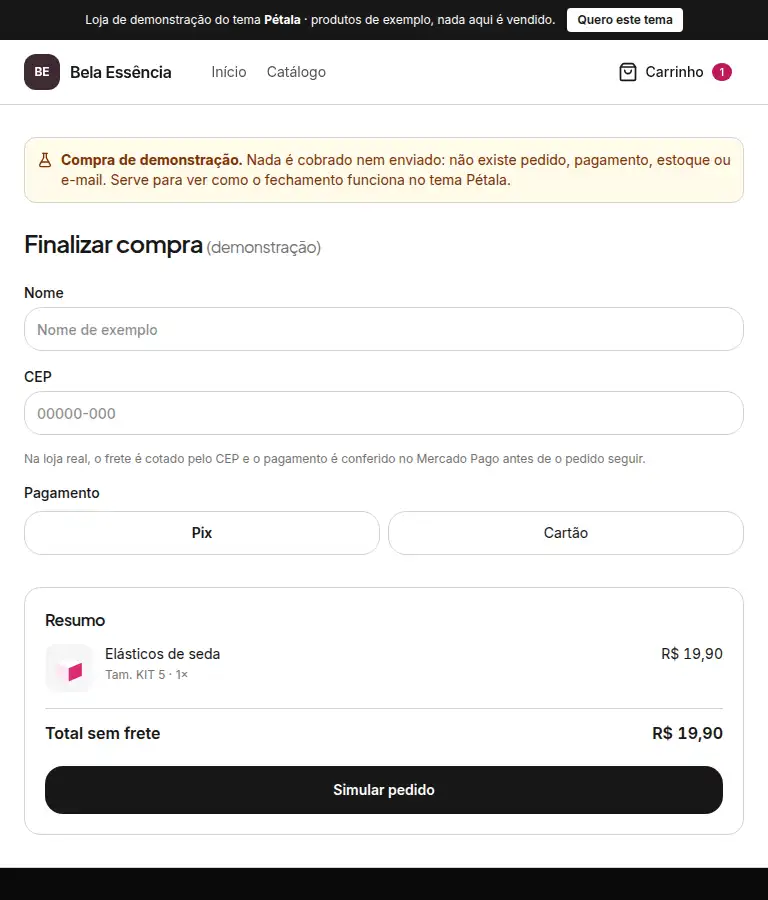 Loja de demonstração do tema Pétala · produtos de exemplo, nada aqui é vendido. Quero este tema
BE Bela Essência Início Catálogo Carrinho 1
Compra de demonstração. Nada é cobrado nem enviado: não existe pedido, pagamento, estoque ou
e-mail. Serve para ver como o fechamento funciona no tema Pétala.
Finalizar compra (demonstração)
Nome
Nome de exemplo
CEP
00000-000
Na loja real, o frete é cotado pelo CEP e o pagamento é conferido no Mercado Pago antes de o pedido seguir.
Pagamento
Pix Cartão
Resumo
Elásticos de seda R$ 19,90
Tam. KIT 5 · 1×
Total sem frete R$ 19,90
Simular pedido